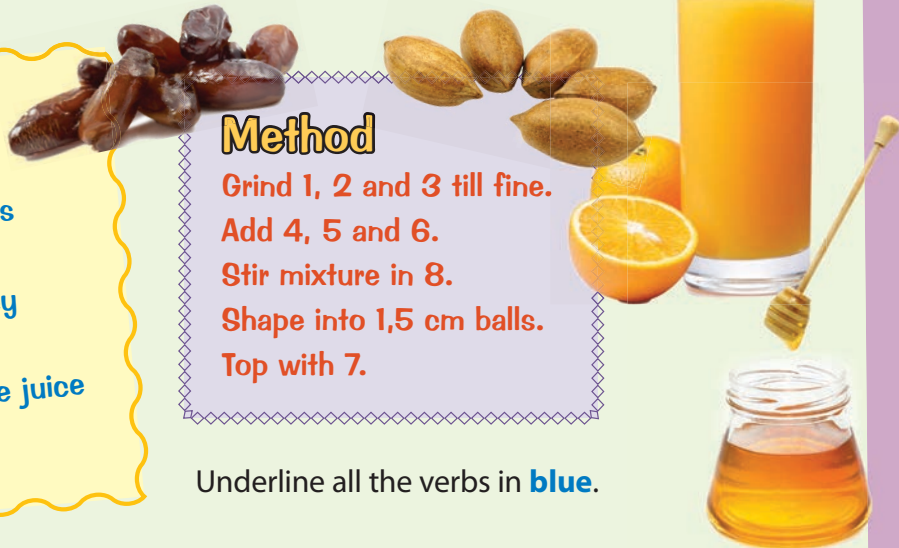 s
y
e juice
Method
Grind 1, 2 and 3 till fine.
Add 4, 5 and 6.
Stir mixture in 8.
Shape into 1,5 cm balls.
Top with 7.
Underline all the verbs in blue.